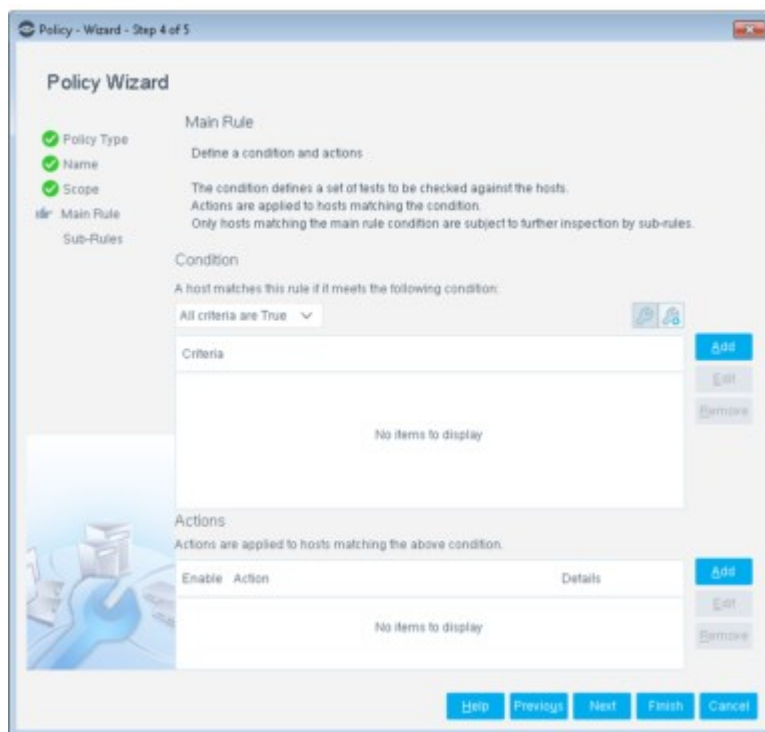 Policy - Wizard - Step 4 of 5
Policy Wizard
Policy Type
Name
Scope
Main Rule
Sub-Rules
Main Rule
Define a condition and actions
The condition defines a set of tests to be checked against the hosts.
Actions are applied to hosts matching the condition.
Only hosts matching the main rule condition are subject to further inspection by sub-rules.
Condition
A host matches this rule if it meets the following condition:
All criteria are True
Criteria
Add
Edit
Remove
No items to display
Actions
Actions are applied to hosts matching the above condition.
Enable Action Details
Add
Edit
Remove
No items to display
Help Previous Next Finish Cancel